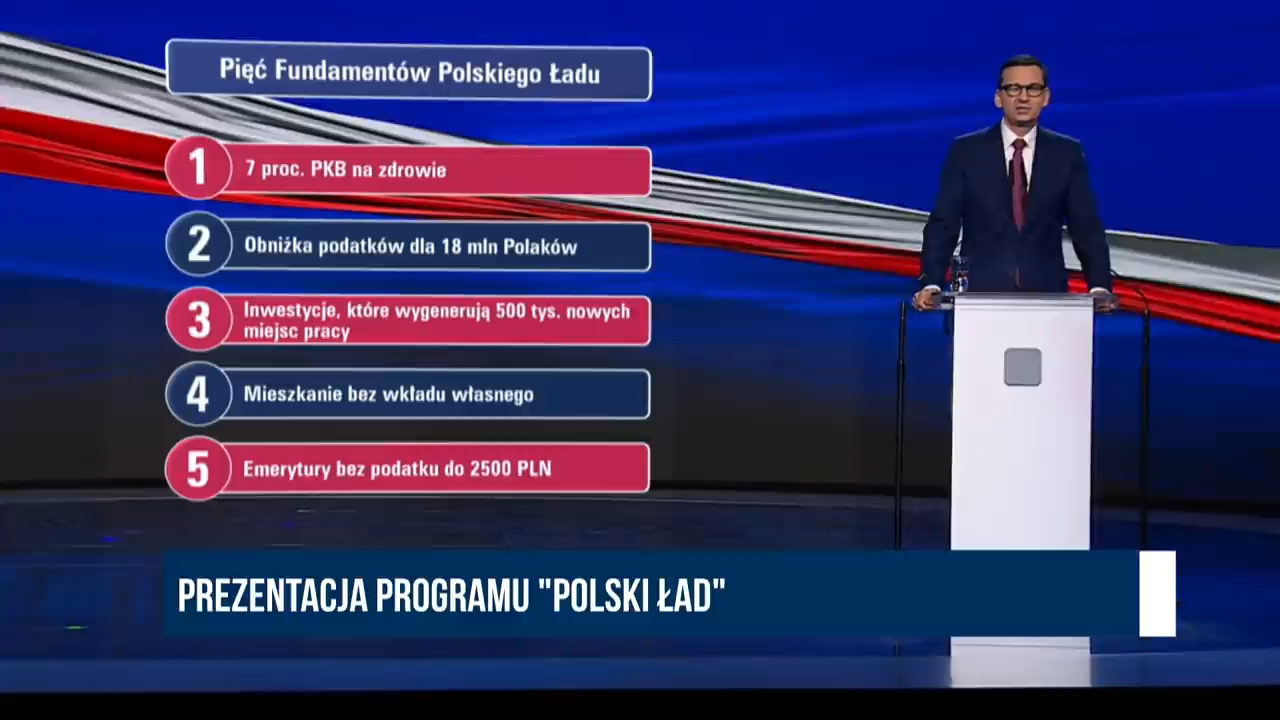 Pięć Fundamentów Polskiego Ładu
1
7 proc. PKB na zdrowie
2
Obniżka podatków dla 18 mln Polaków
3
Inwestycje, które wygenerują 500 tys. nowych
miejsc pracy
4
Mieszkanie bez wkładu własnego
5
Emerytury bez podatku do 2500 PLN
PREZENTACJA PROGRAMU "POLSKI ŁAD"